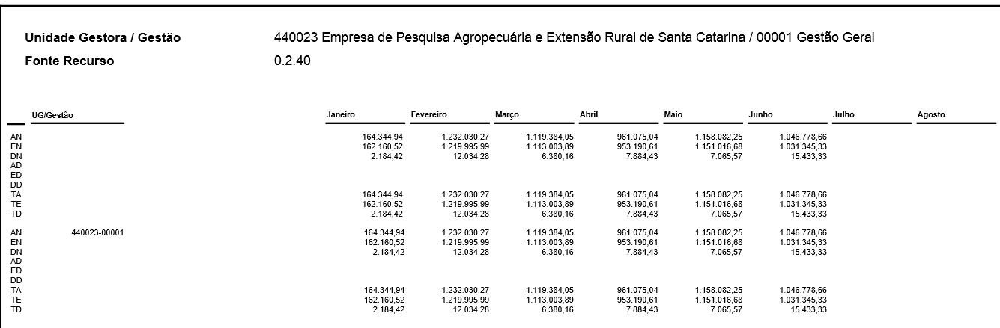 Unidade Gestora / Gestão 440023 Empresa de Pesquisa Agropecuária e Extensão Rural de Santa Catarina / 00001 Gestão Geral
Fonte Recurso 0.2.40
UG/Gestão Janeiro Fevereiro Março Abril Maio Junho Julho Agosto
AN 164.344,94 1.232.030,27 1.119.384,05 961.075,04 1.158.082,25 1.046.778,66
EN 162.160,52 1.219.995,99 1.113.003,89 953.190,61 1.151.016,68 1.031.345,33
DN 2.184,42 12.034,28 6.380,16 7.884,43 7.065,57 15.433,33
AD
ED
DD
TA 164.344,94 1.232.030,27 1.119.384,05 961.075,04 1.158.082,25 1.046.778,66
TE 162.160,52 1.219.995,99 1.113.003,89 953.190,61 1.151.016,68 1.031.345,33
TD 2.184,42 12.034,28 6.380,16 7.884,43 7.065,57 15.433,33
AN 440023-00001 164.344,94 1.232.030,27 1.119.384,05 961.075,04 1.158.082,25 1.046.778,66
EN 162.160,52 1.219.995,99 1.113.003,89 953.190,61 1.151.016,68 1.031.345,33
DN 2.184,42 12.034,28 6.380,16 7.884,43 7.065,57 15.433,33
AD
ED
DD
TA 164.344,94 1.232.030,27 1.119.384,05 961.075,04 1.158.082,25 1.046.778,66
TE 162.160,52 1.219.995,99 1.113.003,89 953.190,61 1.151.016,68 1.031.345,33
TD 2.184,42 12.034,28 6.380,16 7.884,43 7.065,57 15.433,33